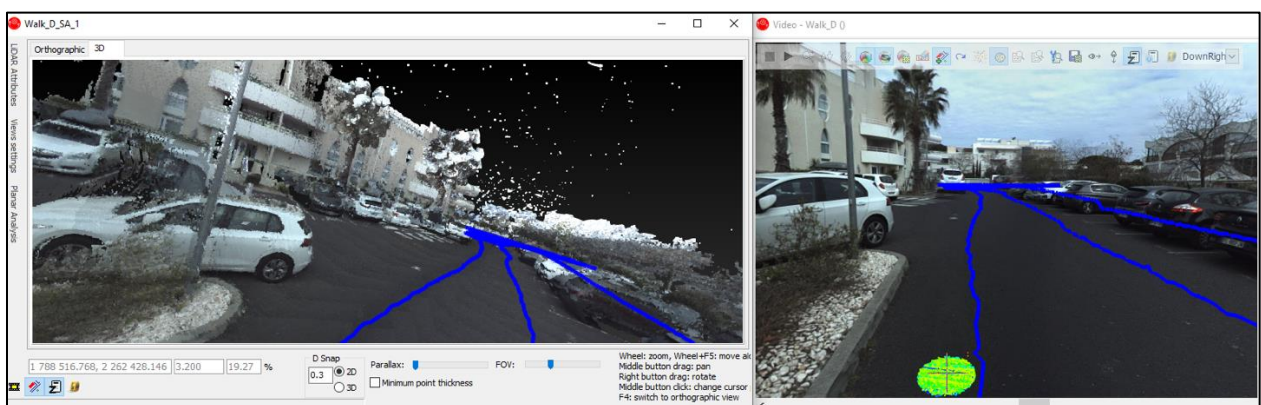 Walk_D_SA_1
Orthographic 3D
LiDAR Attributes
Views settings
Planar Analysis
1 788 516.768, 2 262 428.146 3.200 19.27 %
D Snap
0.3 2D
3D
Parallax: FOV:
Minimum point thickness
Wheel: zoom, Wheel+F5: move al
Middle button drag: pan
Right button drag: rotate
Middle button click: change cursor
F4: switch to orthographic view
Video - Walk_D ()
DownRigh